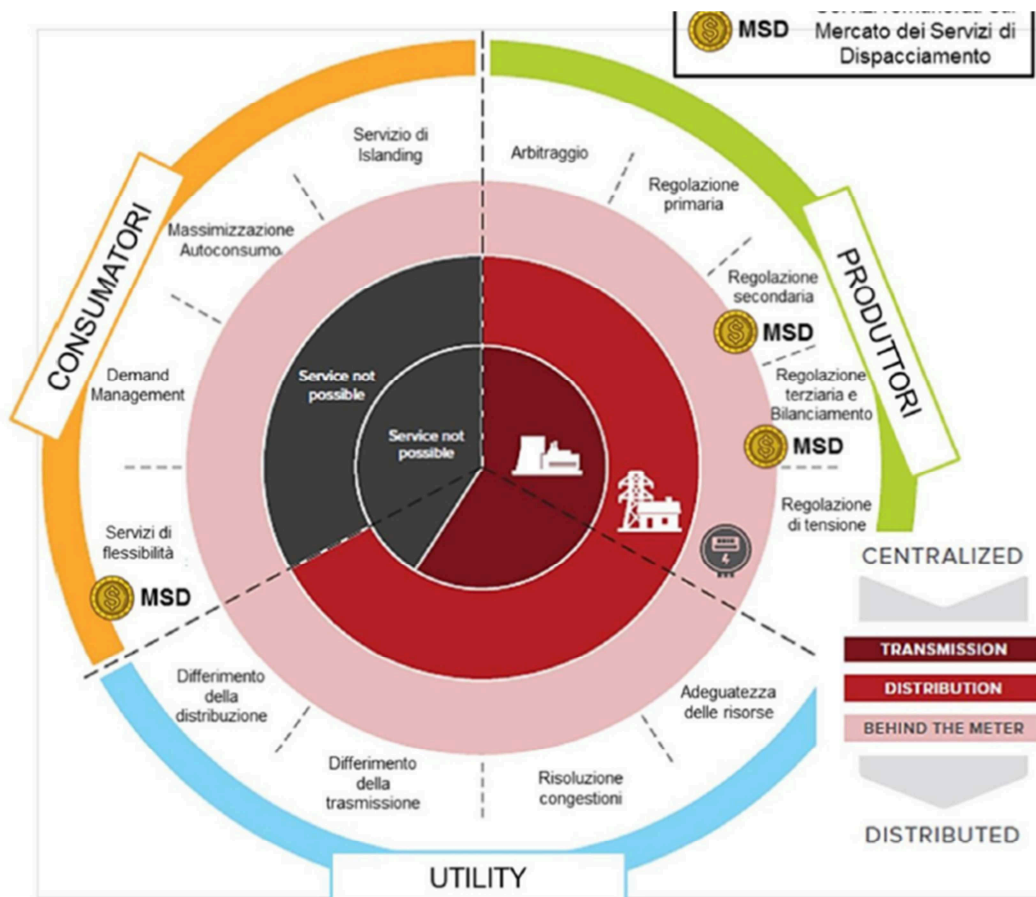 MSD
Mercato dei Servizi di
Dispacciamento
Servizio di
Islanding
Arbitraggio
Regolazione
primaria
Massimizzazione
Autoconsumo
Regolazione
secondaria
MSD
CONSUMATORI
PRODUTTORI
Service not
possible
Service not
possible
Demand
Management
Regolazione
terziaria e
Bilanciamento
MSD
Regolazione
di tensione
Servizi di
flessibilità
MSD
CENTRALIZED
TRANSMISSION
DISTRIBUTION
BEHIND THE METER
DISTRIBUTED
Differimento
della
distribuzione
Differimento
della
trasmissione
Risoluzione
congestioni
Adeguatezza
delle risorse
UTILITY